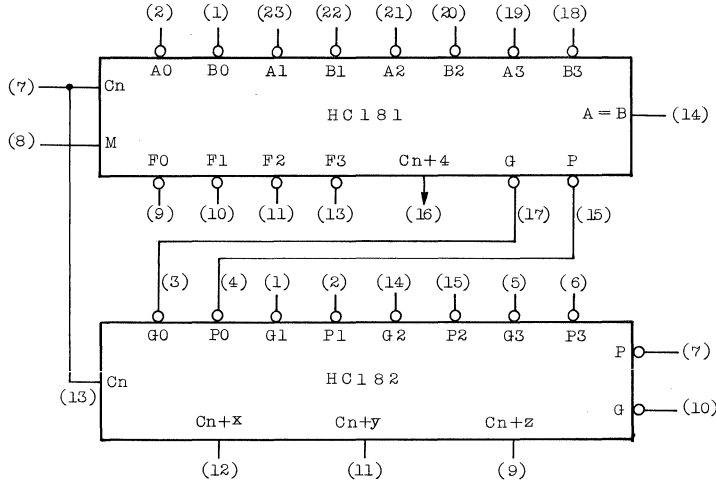 (2) (1) (23) (22) (21) (20) (19) (18)
A0 B0 A1 B1 A2 B2 A3 B3
(7) Cn
HC181 A=B (14)
(8) M
F0 F1 F2 F3 Cn+4 G P
(9) (10) (11) (13) (16) (17) (15)
(3) (4) (1) (2) (14) (15) (5) (6)
G0 P0 G1 P1 G2 P2 G3 P3
P (7)
Cn HC182
(13)
G (10)
Cn+x Cn+y Cn+z
(12) (11) (9)